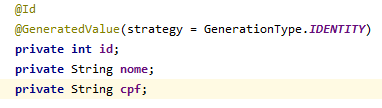 @Id
@GeneratedValue(strategy = GenerationType.IDENTITY)
private int id;
private String nome;
private String cpf;